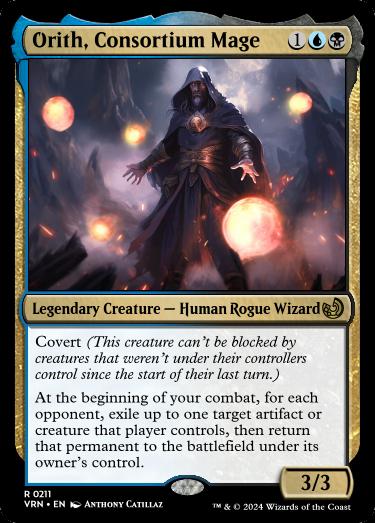 Orith, Consortium Mage 1
Legendary Creature — Human Rogue Wizard
Covert (This creature can't be blocked by
creatures that weren't under their controllers
control since the start of their last turn.)
At the beginning of your combat, for each
opponent, exile up to one target artifact or
creature that player controls, then return
that permanent to the battlefield under its
owner's control.
3/3
R 0211
VRN • EN Anthony Catillaz
™ & © 2024 Wizards of the Coast